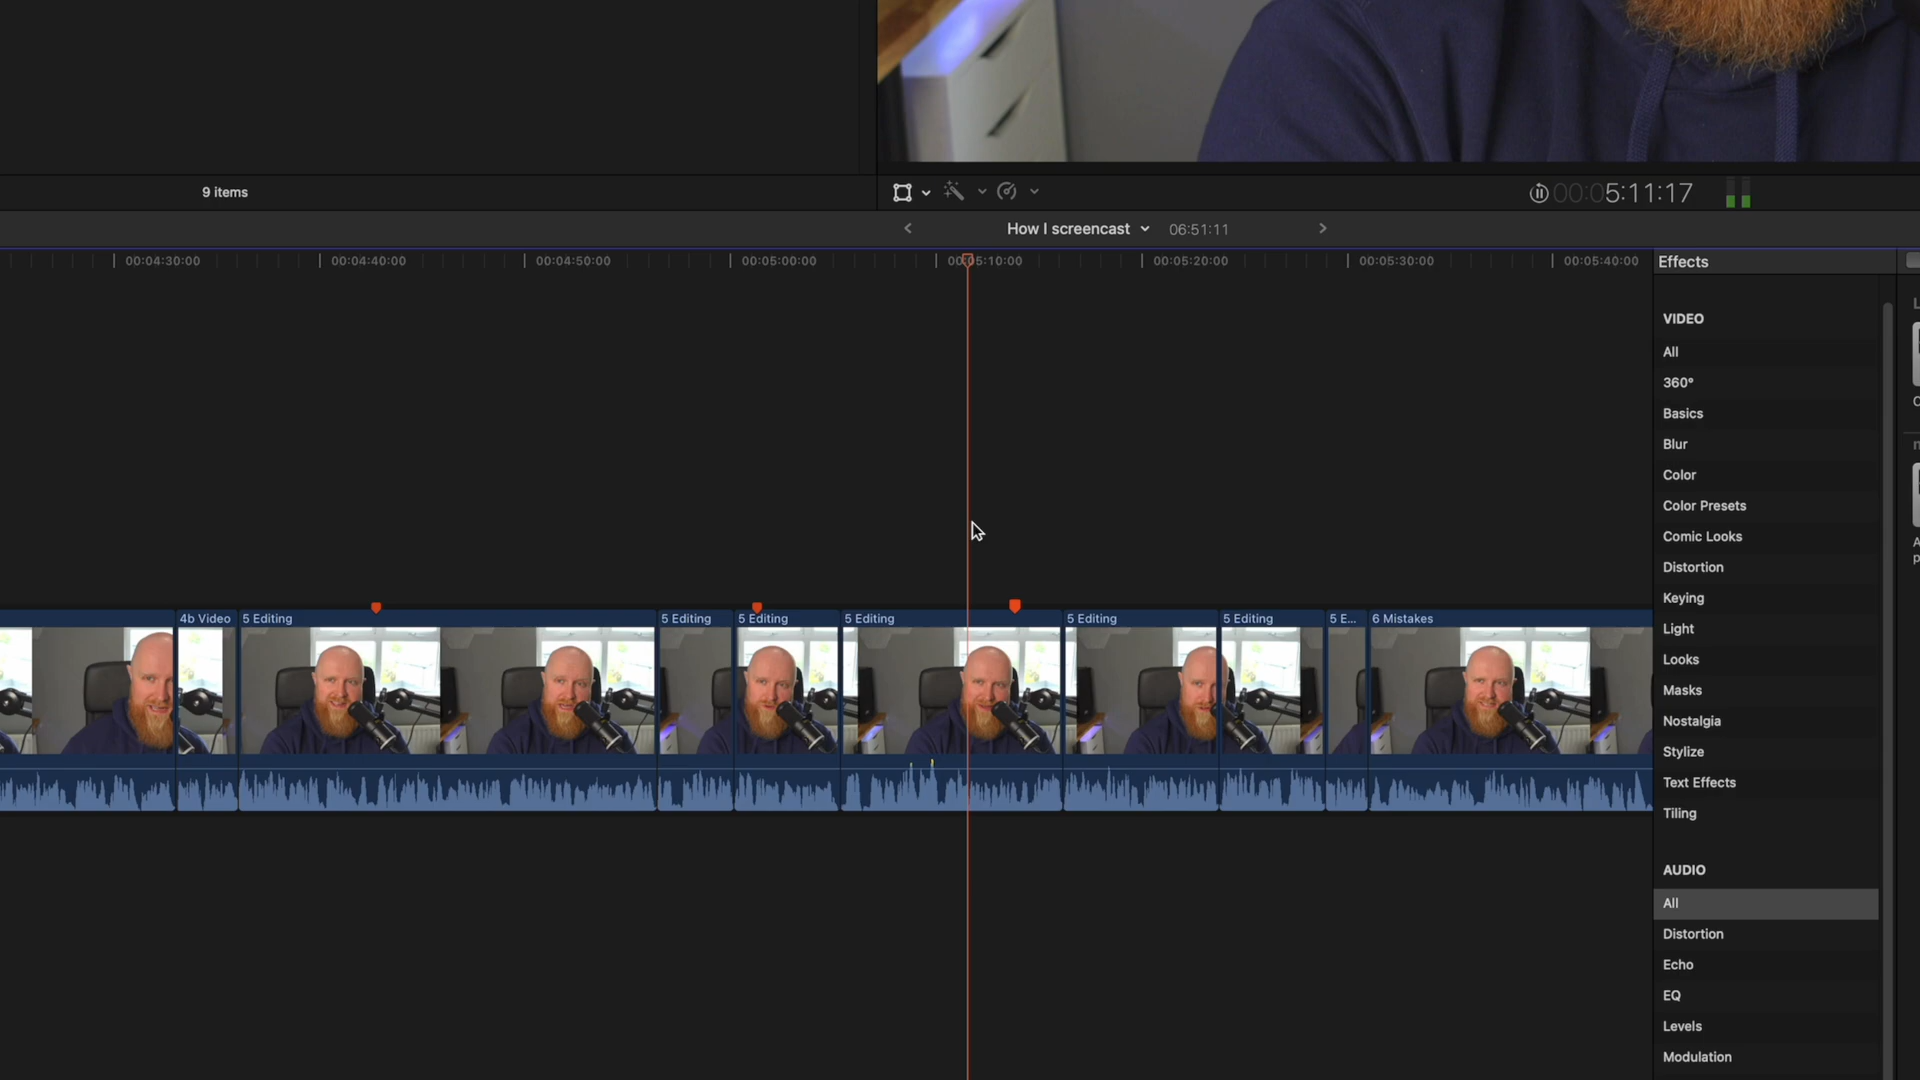 9 items
00:05:11:17
How I screencast
06:51:11
00:04:30:00
00:04:40:00
00:04:50:00
00:05:00:00
00:05:10:00
00:05:20:00
00:05:30:00
00:05:40:00
Effects
VIDEO
All
360°
Basics
Blur
Color
Color Presets
Comic Looks
Distortion
Keying
Light
Looks
Masks
Nostalgia
Stylize
Text Effects
Tiling
AUDIO
All
Distortion
Echo
EQ
Levels
Modulation
4b Video
5 Editing
5 Editing
5 Editing
5 Editing
5 Editing
5 Editing
5 E...
6 Mistakes